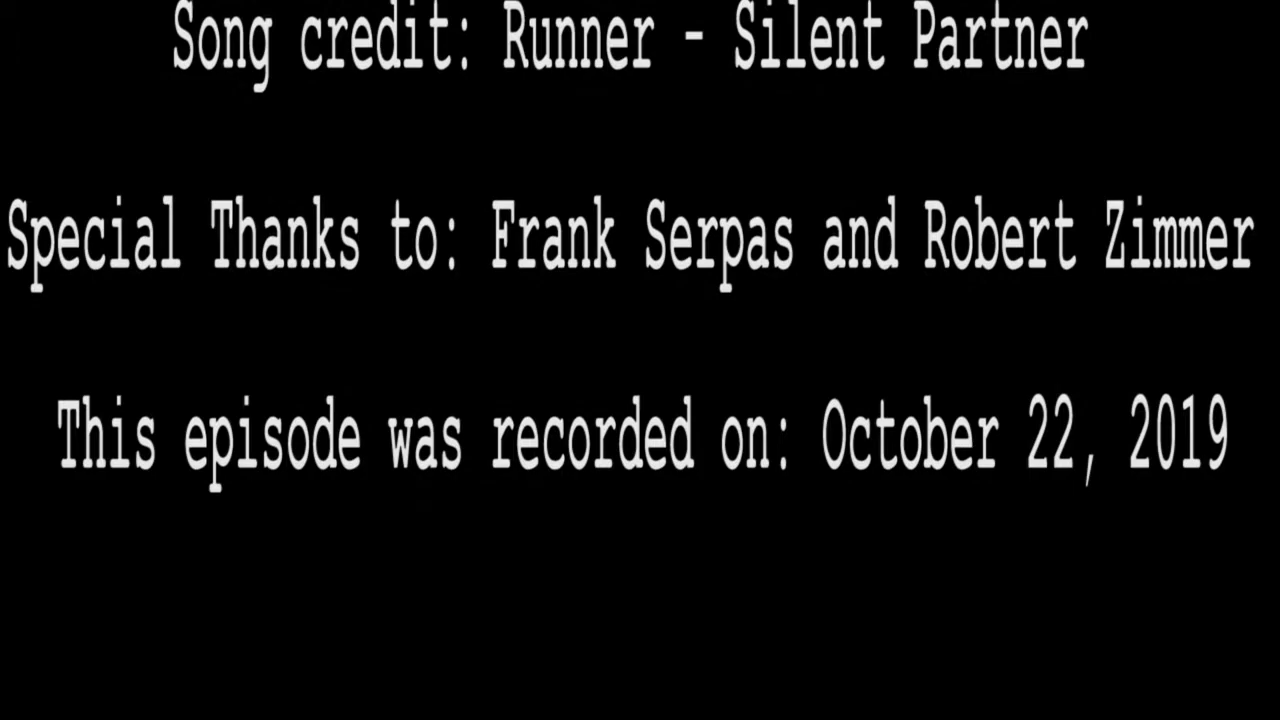 Song credit: Runner - Silent Partner
Special Thanks to: Frank Serpas and Robert Zimmer
This episode was recorded on: October 22, 2019